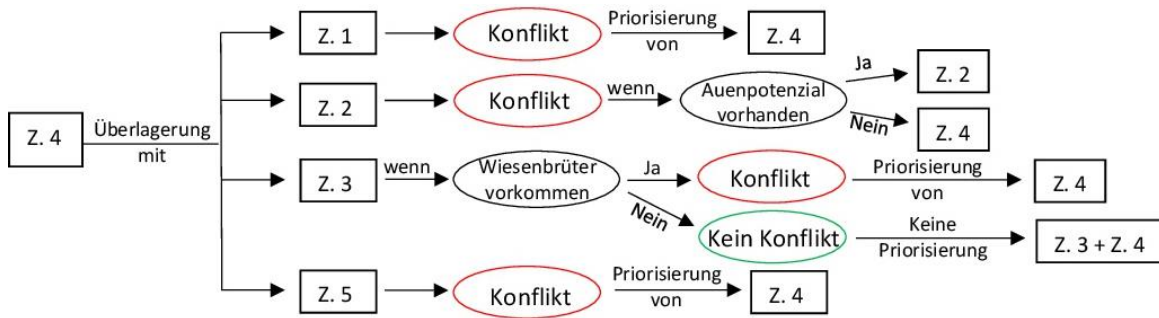 Z. 4
Überlagerung
mit
Z. 1
Konflikt
Priorisierung
von
Z. 4
Z. 2
Konflikt
wenn
Auenpotenzial
vorhanden
Ja
Z. 2
Nein
Z. 4
Z. 3
wenn
Wiesenbrüter
vorkommen
Ja
Konflikt
Priorisierung
von
Z. 4
Nein
Kein Konflikt
Keine
Priorisierung
Z. 3 + Z. 4
Z. 5
Konflikt
Priorisierung
von
Z. 4